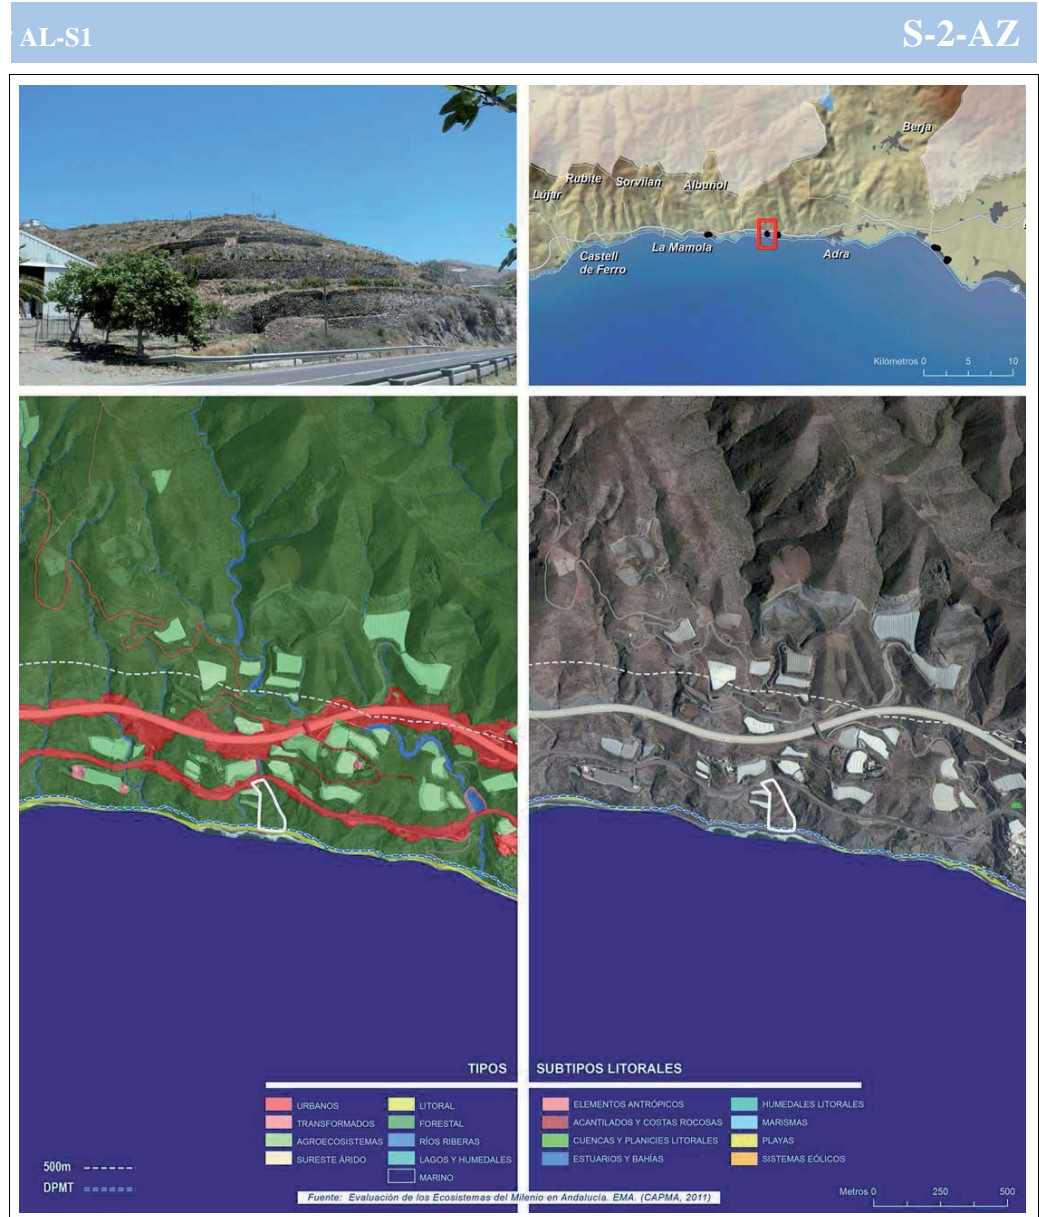 AL-S1
S-2-AZ
Berja
Lújar
Rubite
Sorvilan
Albuñol
Castell
de Ferro
La Mamola
Adra
Kilómetros 0 5 10
TIPOS
URBANOS
TRANSFORMADOS
AGROECOSISTEMAS
SURESTE ÁRIDO
LITORAL
FORESTAL
RÍOS RIBERAS
LAGOS Y HUMEDALES
MARINO
SUBTIPOS LITORALES
ELEMENTOS ANTRÓPICOS
ACANTILADOS Y COSTAS ROCOSAS
CUENCAS Y PLANICIES LITORALES
ESTUARIOS Y BAHÍAS
HUMEDALES LITORALES
MARISMAS
PLAYAS
SISTEMAS EÓLICOS
500m
DPMT
Fuente: Evaluación de los Ecosistemas del Milenio en Andalucía. EMA. (CAPMA, 2011)
Metros 0 250 500